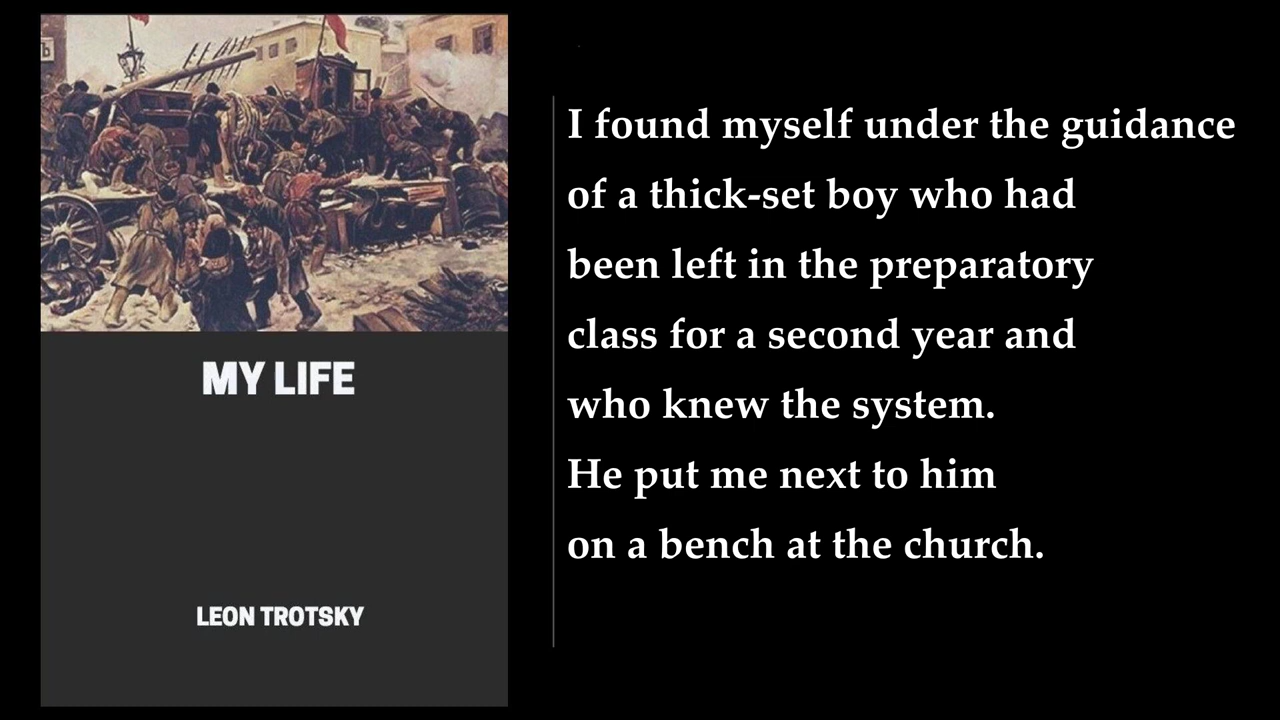 MY LIFE
LEON TROTSKY
I found myself under the guidance
of a thick-set boy who had
been left in the preparatory
class for a second year and
who knew the system.
He put me next to him
on a bench at the church.